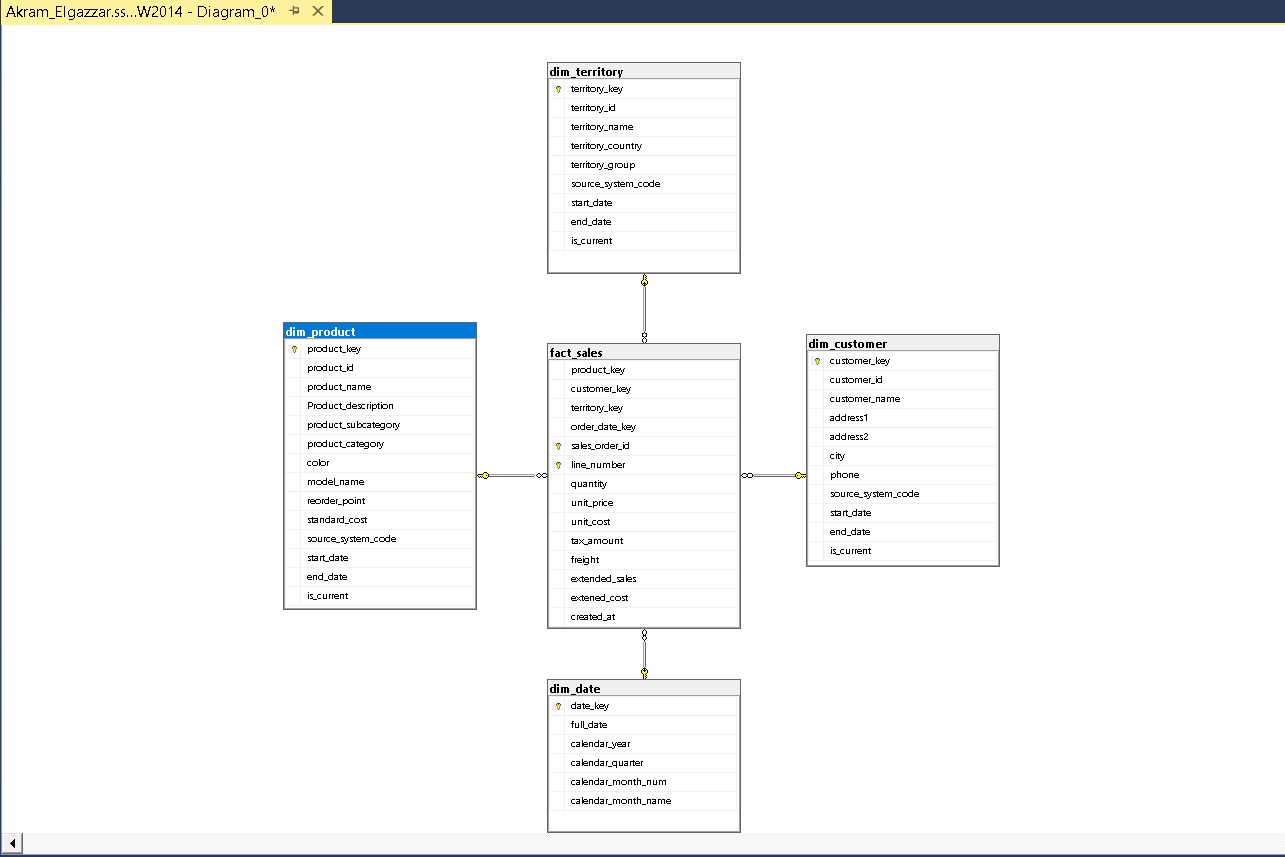 Akram_Elgazzar.ss...W2014 - Diagram_0*
dim_territory
territory_key
territory_id
territory_name
territory_country
territory_group
source_system_code
start_date
end_date
is_current
dim_product
product_key
product_id
product_name
Product_description
product_subcategory
product_category
color
model_name
reorder_point
standard_cost
source_system_code
start_date
end_date
is_current
fact_sales
product_key
customer_key
territory_key
order_date_key
sales_order_id
line_number
quantity
unit_price
unit_cost
tax_amount
freight
extended_sales
extened_cost
created_at
dim_customer
customer_key
customer_id
customer_name
address1
address2
city
phone
source_system_code
start_date
end_date
is_current
dim_date
date_key
full_date
calendar_year
calendar_quarter
calendar_month_num
calendar_month_name